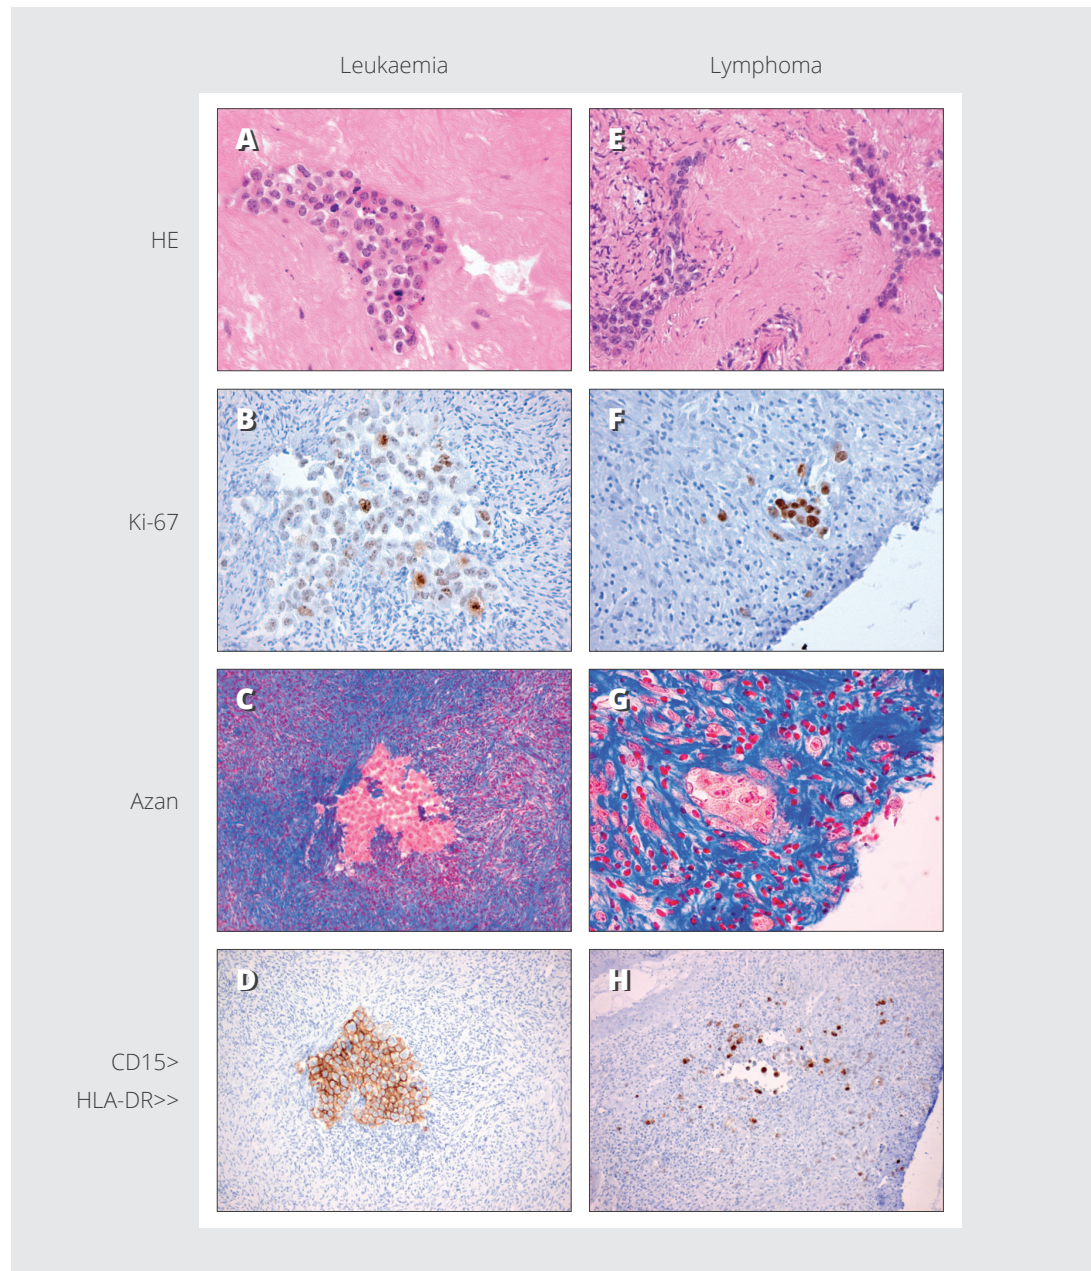 Leukaemia Lymphoma
HE
A E
Ki-67
B F
Azan
C G
CD15>
HLA-DR>>
D H